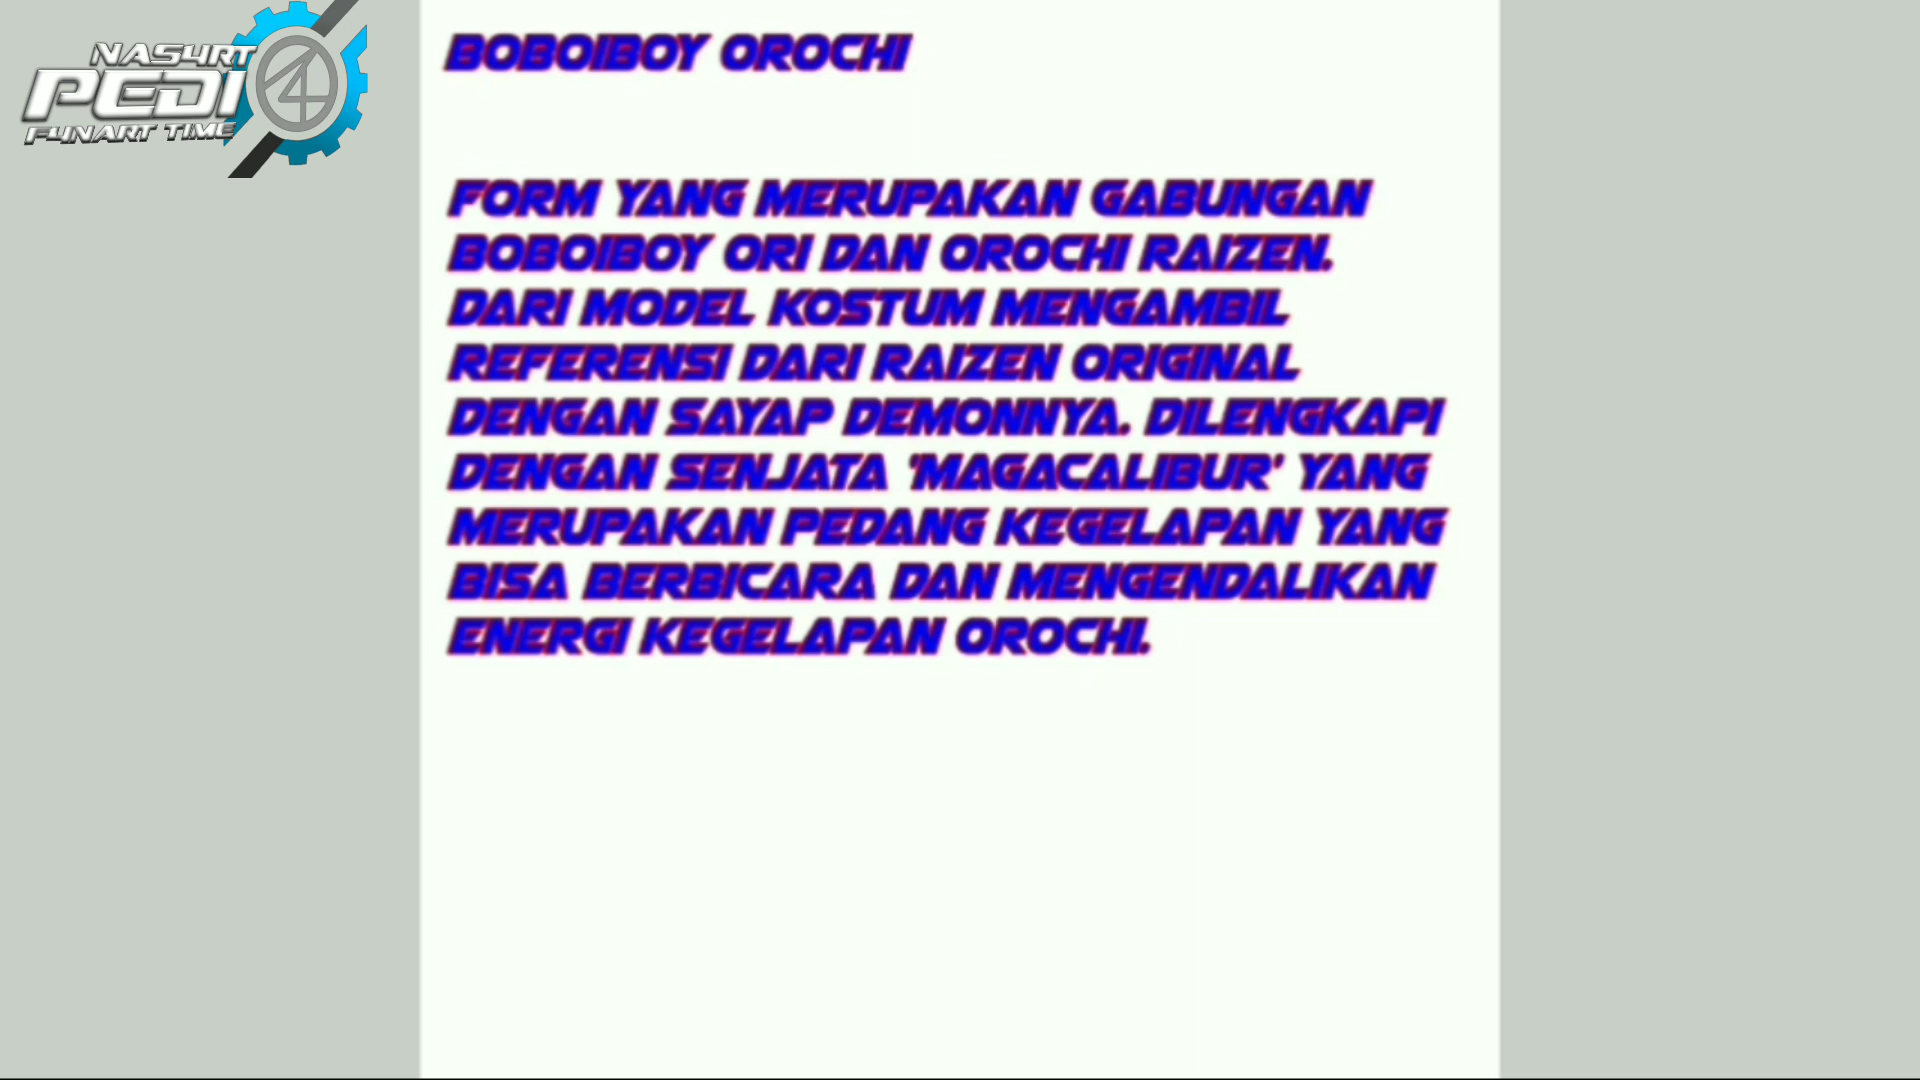 NAS4RT
PEDI
F4NART TIME
4
BOBOIBOY OROCHI
FORM YANG MERUPAKAN GABUNGAN
BOBOIBOY ORI DAN OROCHI RAIZEN.
DARI MODEL KOSTUM MENGAMBIL
REFERENSI DARI RAIZEN ORIGINAL
DENGAN SAYAP DEMONNYA. DILENGKAPI
DENGAN SENJATA 'MAGACALIBUR' YANG
MERUPAKAN PEDANG KEGELAPAN YANG
BISA BERBICARA DAN MENGENDALIKAN
ENERGI KEGELAPAN OROCHI.